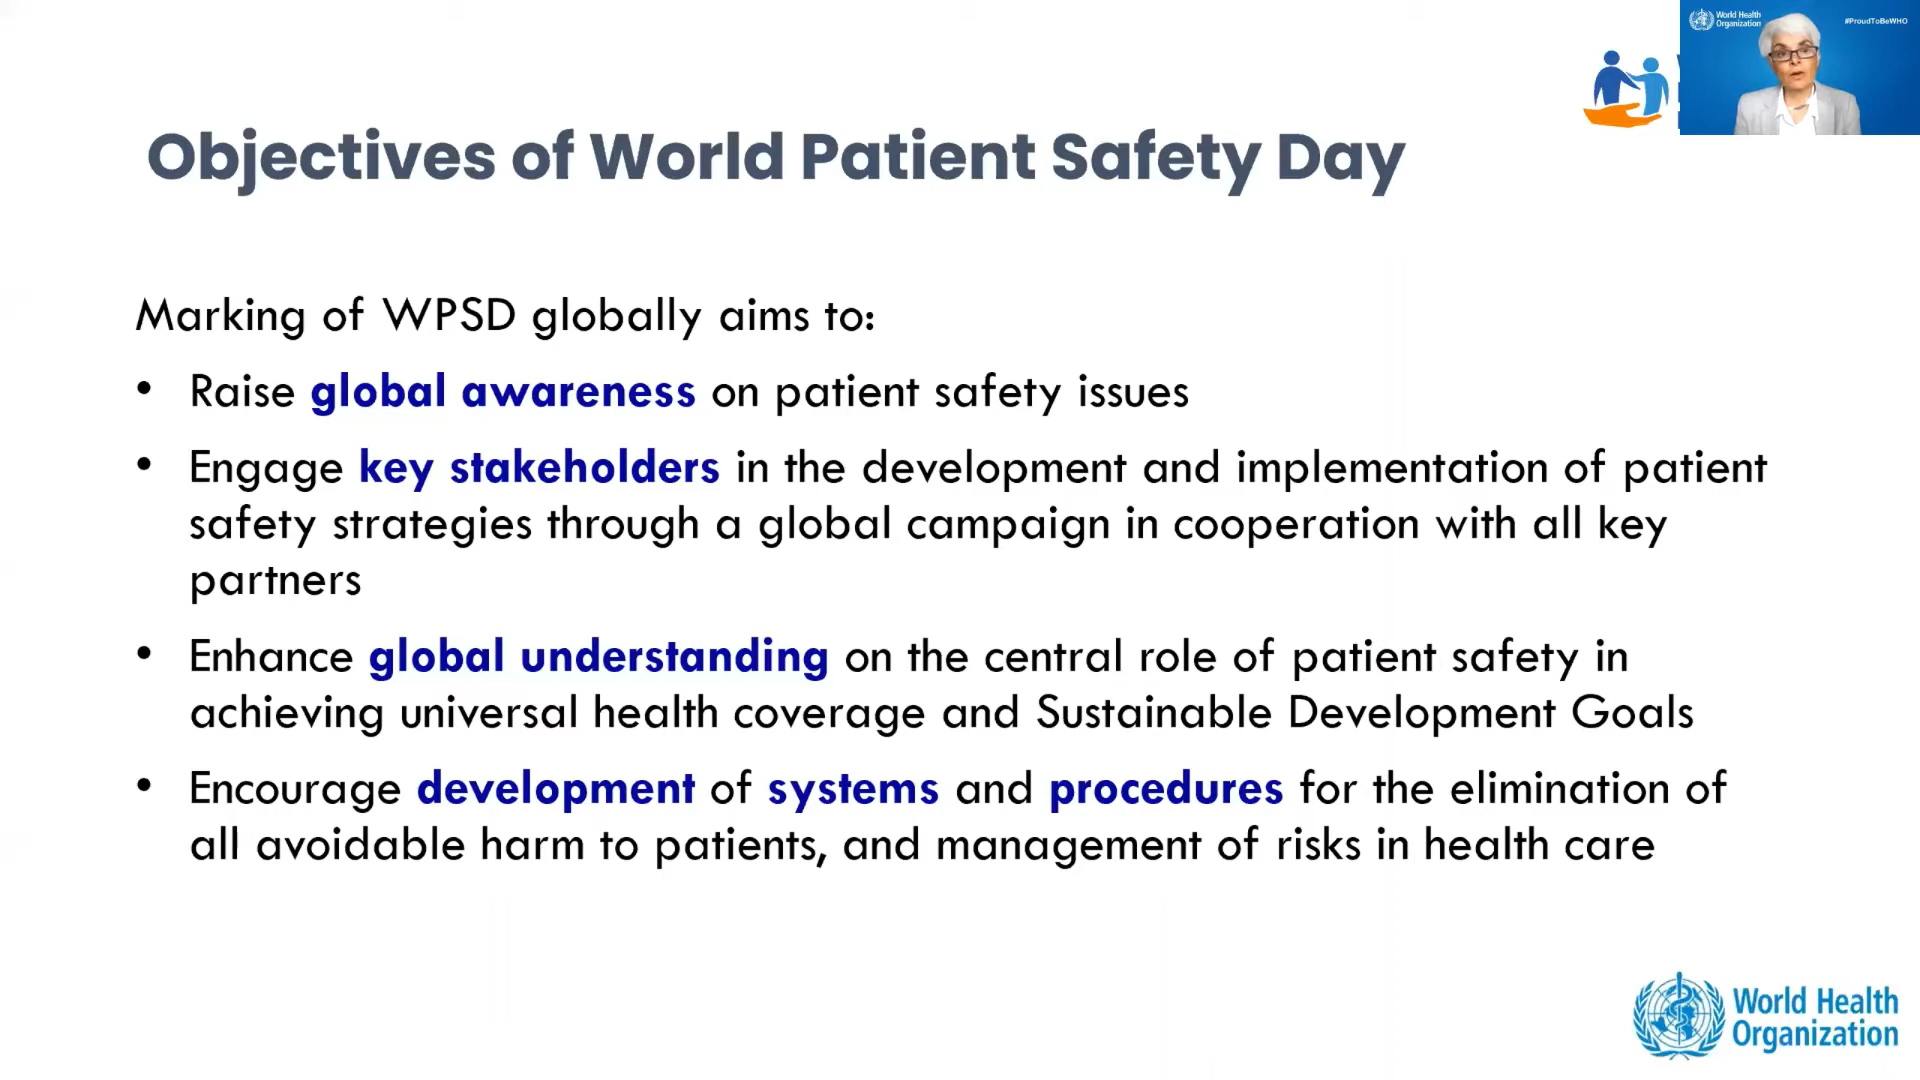 World Health
Organization
#ProudToBeWHO
Objectives of World Patient Safety Day
Marking of WPSD globally aims to:
• Raise global awareness on patient safety issues
• Engage key stakeholders in the development and implementation of patient
safety strategies through a global campaign in cooperation with all key
partners
• Enhance global understanding on the central role of patient safety in
achieving universal health coverage and Sustainable Development Goals
• Encourage development of systems and procedures for the elimination of
all avoidable harm to patients, and management of risks in health care
World Health
Organization